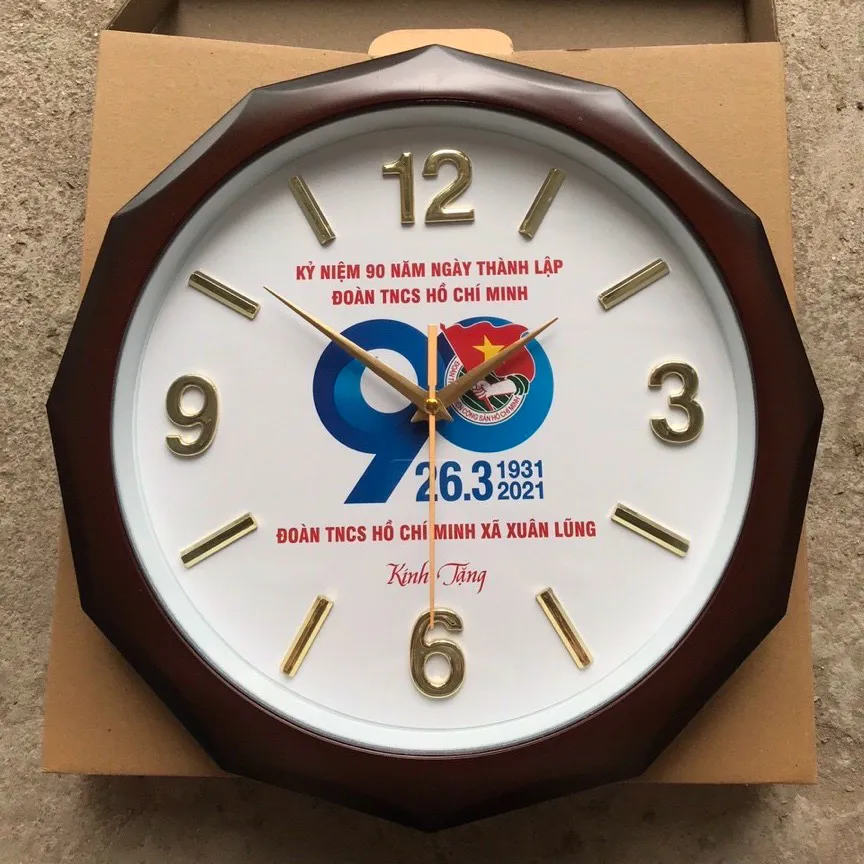 12
KỶ NIỆM 90 NĂM NGÀY THÀNH LẬP
ĐOÀN TNCS HỒ CHÍ MINH
90
9
3
26.3 1931
2021
ĐOÀN TNCS HỒ CHÍ MINH XÃ XUÂN LŨNG
Kính Tặng
6